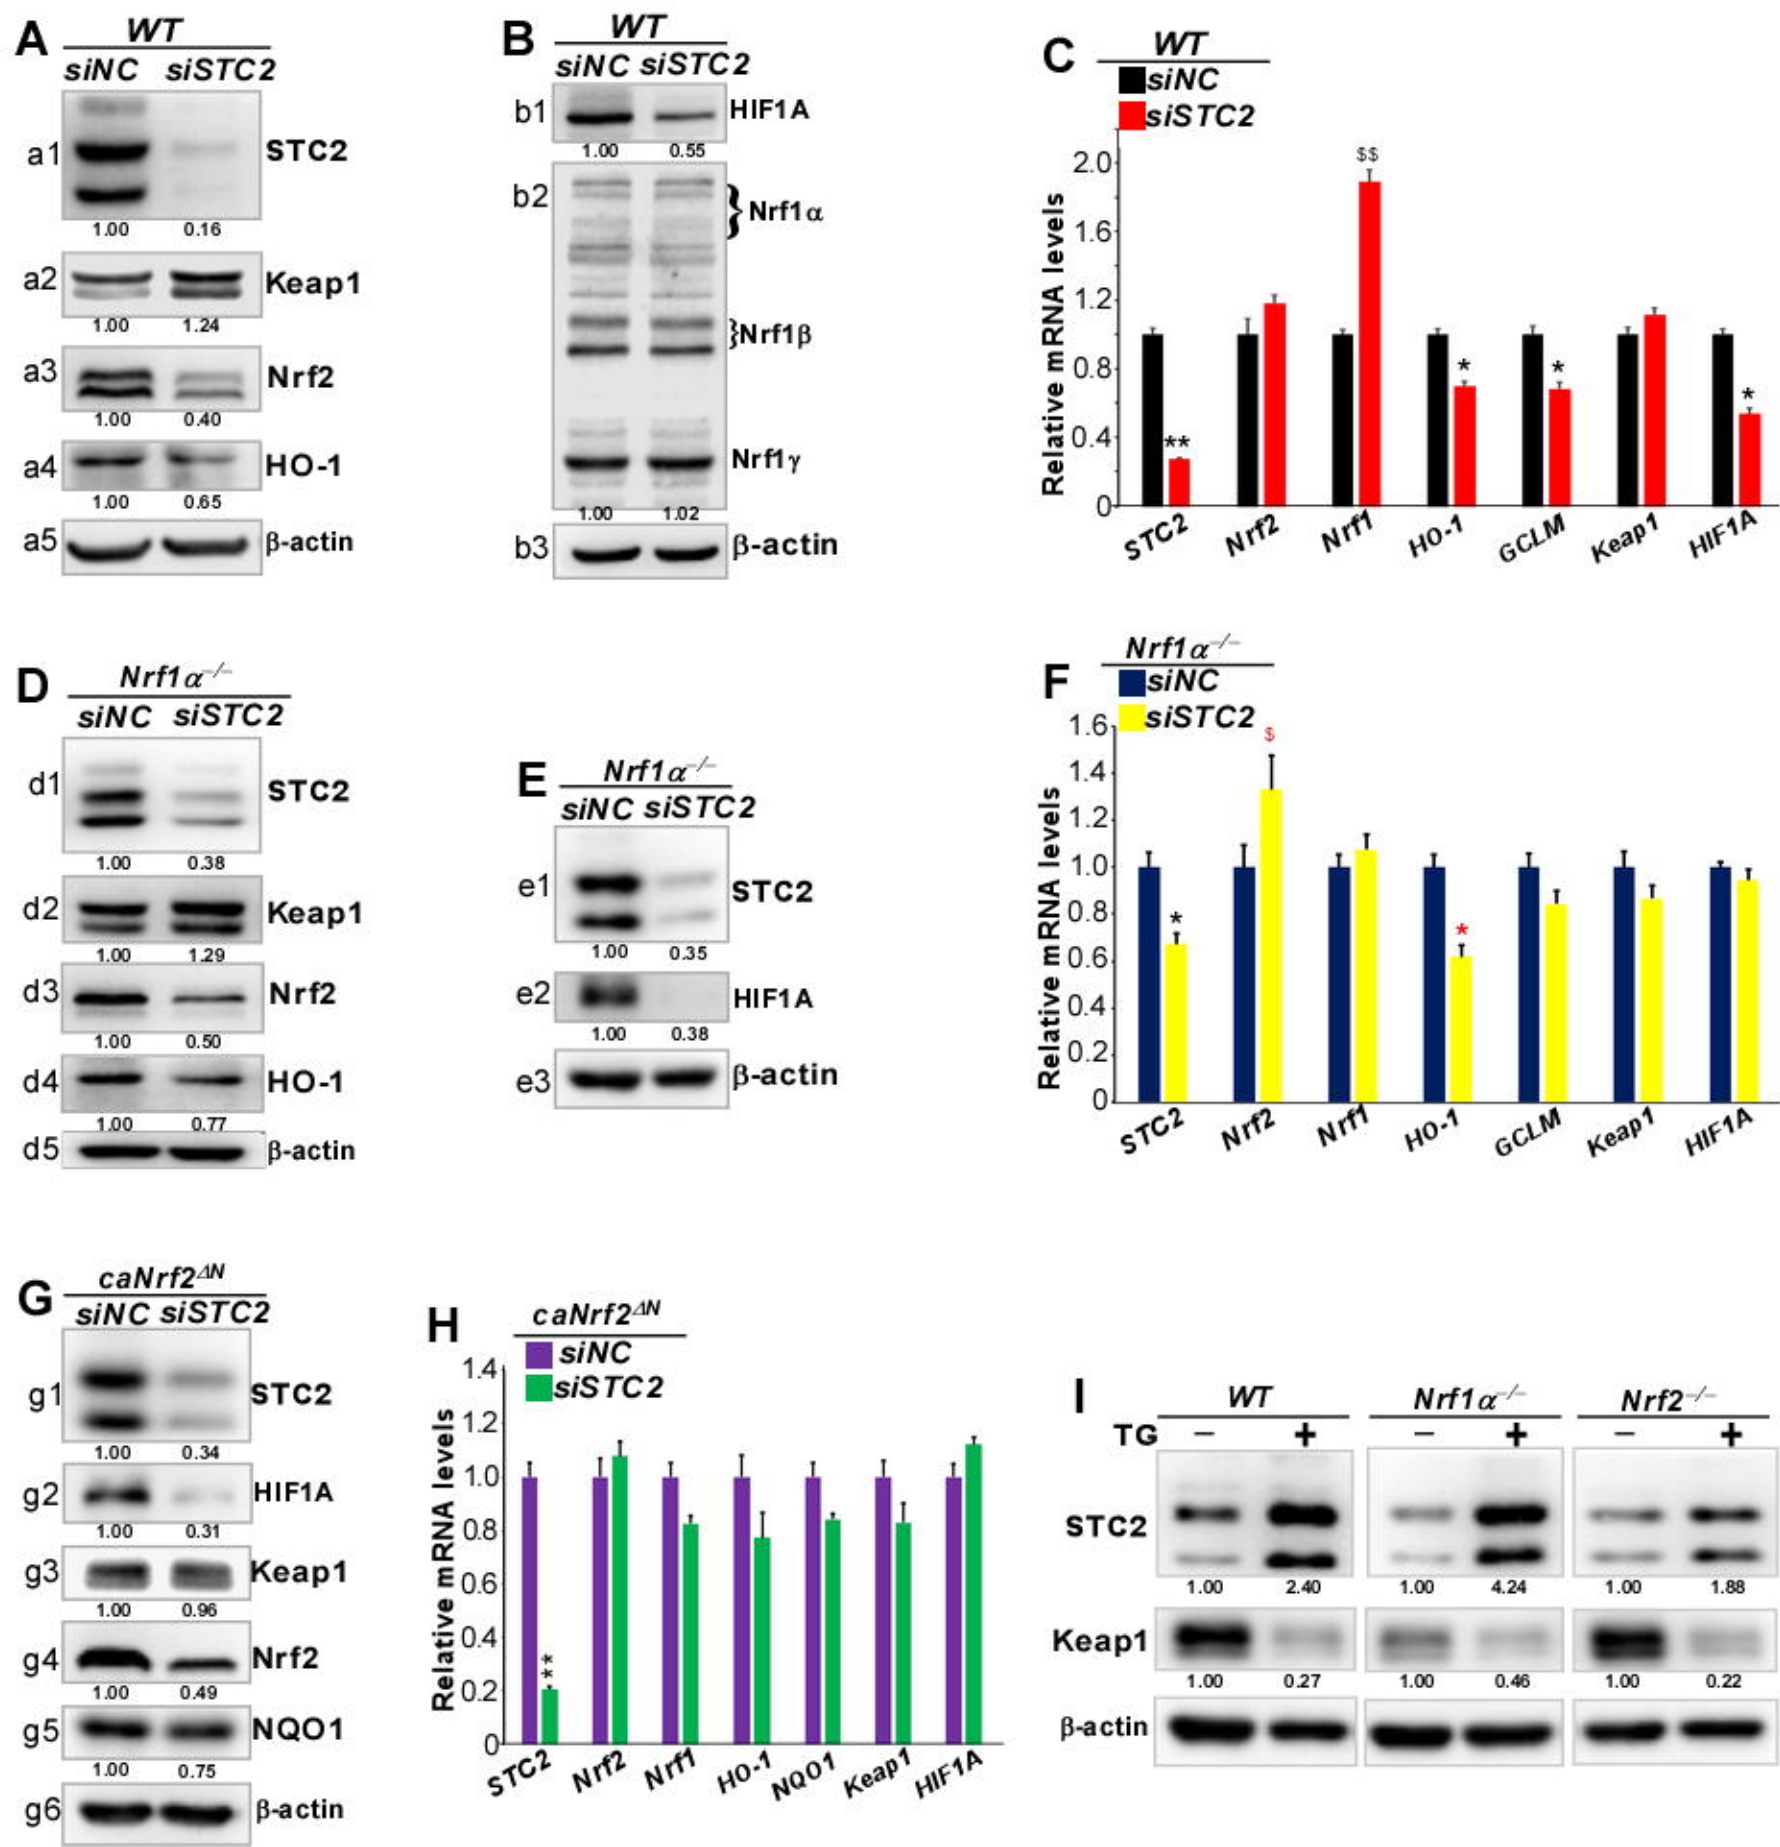 A
WT
siNC siSTC2
a1 STC2
1.00 0.16
a2 Keap1
1.00 1.24
a3 Nrf2
1.00 0.40
a4 HO-1
1.00 0.65
a5 β-actin
B
WT
siNC siSTC2
b1 HIF1A
1.00 0.55
b2 }Nrf1α
}Nrf1β
Nrf1γ
1.00 1.02
b3 β-actin
C
WT
siNC
siSTC2
Relative mRNA levels
2.0
1.6
1.2
0.8
0.4
0
**
$$
*
*
*
STC2 Nrf2 Nrf1 HO-1 GCLM Keap1 HIF1A
D
Nrf1α−/−
siNC siSTC2
d1 STC2
1.00 0.38
d2 Keap1
1.00 1.29
d3 Nrf2
1.00 0.50
d4 HO-1
1.00 0.77
d5 β-actin
E
Nrf1α−/−
siNC siSTC2
e1 STC2
1.00 0.35
e2 HIF1A
1.00 0.38
e3 β-actin
F
Nrf1α−/−
siNC
siSTC2
Relative mRNA levels
1.6
1.4
1.2
1.0
0.8
0.6
0.4
0.2
0
*
$
*
STC2 Nrf2 Nrf1 HO-1 GCLM Keap1 HIF1A
G
caNrf2ΔN
siNC siSTC2
g1 STC2
1.00 0.34
g2 HIF1A
1.00 0.31
g3 Keap1
1.00 0.96
g4 Nrf2
1.00 0.49
g5 NQO1
1.00 0.75
g6 β-actin
H
caNrf2ΔN
siNC
siSTC2
Relative mRNA levels
1.4
1.2
1.0
0.8
0.6
0.4
0.2
0
**
STC2 Nrf2 Nrf1 HO-1 NQO1 Keap1 HIF1A
I
WT Nrf1α−/− Nrf2−/−
TG − + − + − +
STC2
1.00 2.40 1.00 4.24 1.00 1.88
Keap1
1.00 0.27 1.00 0.46 1.00 0.22
β-actin